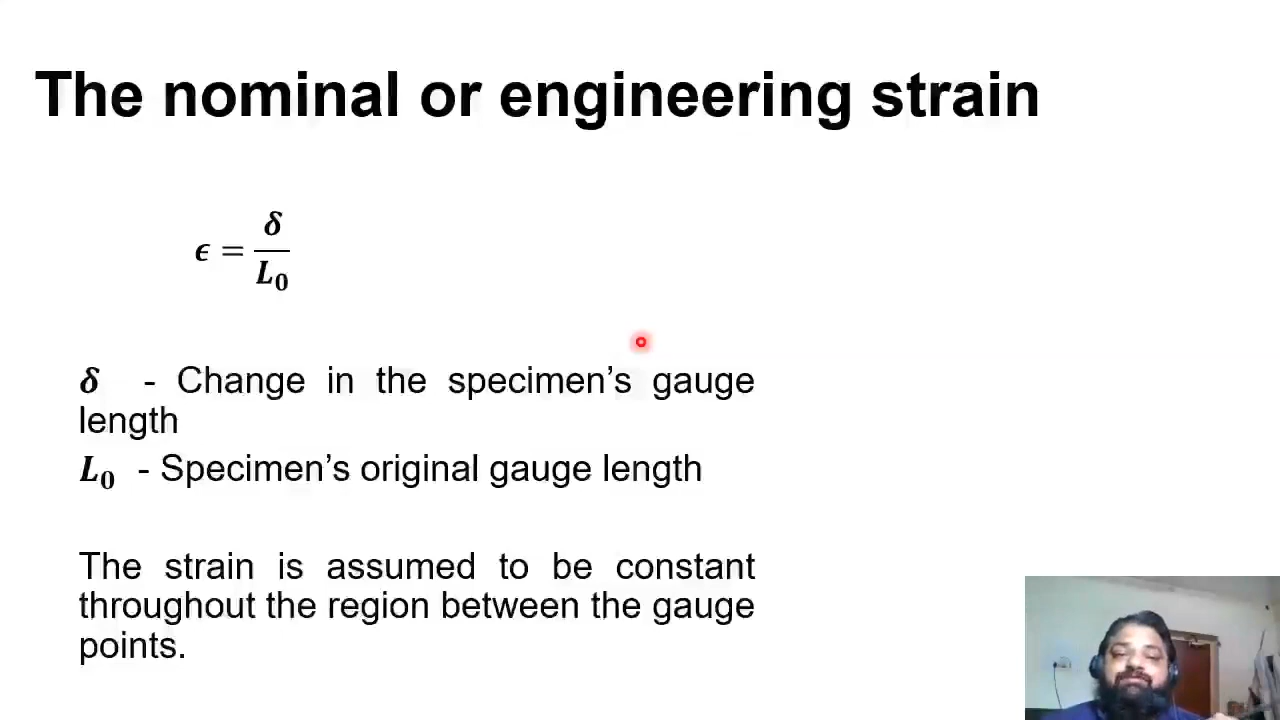 The nominal or engineering strain
ϵ = δ / L₀
δ - Change in the specimen’s gauge
length
L₀ - Specimen’s original gauge length
The strain is assumed to be constant
throughout the region between the gauge
points.